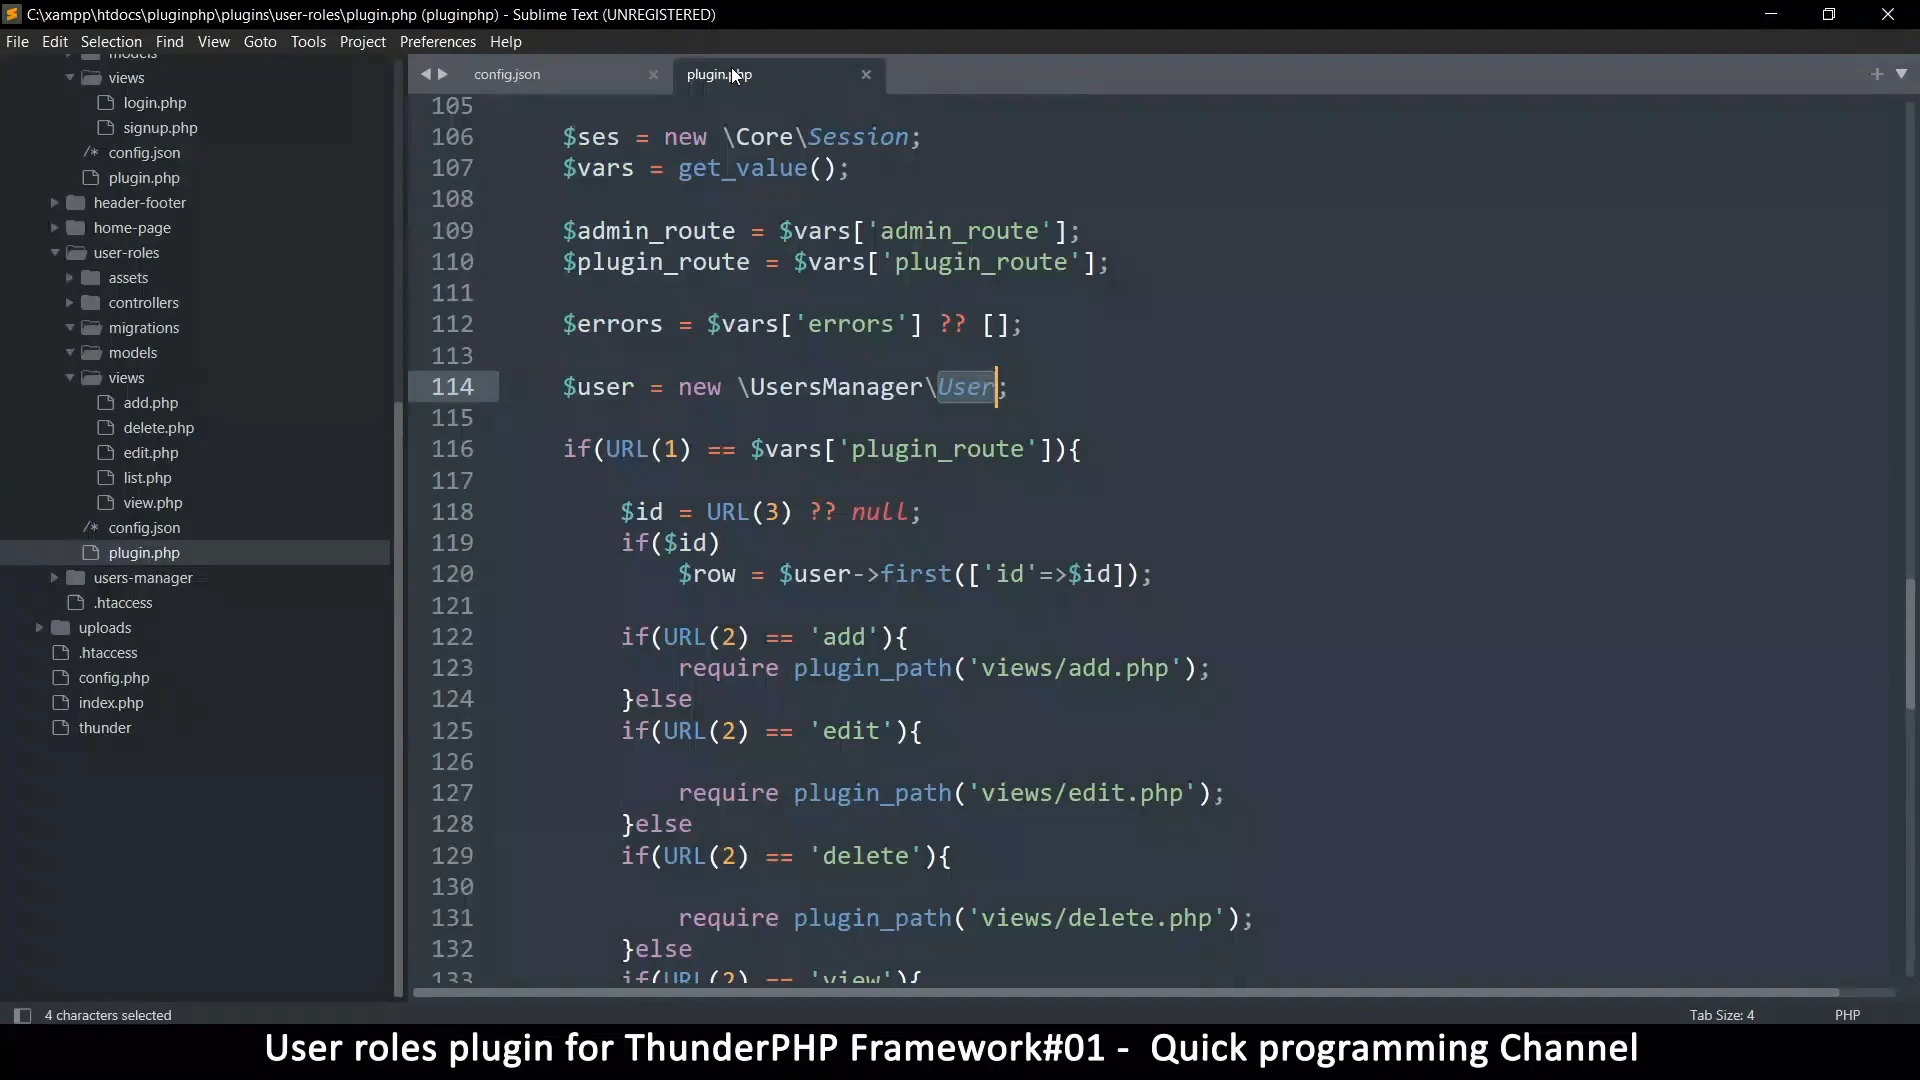 C:\xampp\htdocs\pluginphp\plugins\user-roles\plugin.php (pluginphp) - Sublime Text (UNREGISTERED)
File Edit Selection Find View Goto Tools Project Preferences Help
models
views
login.php
signup.php
/* config.json
plugin.php
header-footer
home-page
user-roles
assets
controllers
migrations
models
views
add.php
delete.php
edit.php
list.php
view.php
/* config.json
plugin.php
users-manager
.htaccess
uploads
.htaccess
config.php
index.php
thunder
config.json
plugin.php
105
106 $ses = new \Core\Session;
107 $vars = get_value();
108
109 $admin_route = $vars['admin_route'];
110 $plugin_route = $vars['plugin_route'];
111
112 $errors = $vars['errors'] ?? [];
113
114 $user = new \UsersManager\User;
115
116 if(URL(1) == $vars['plugin_route']){
117
118 $id = URL(3) ?? null;
119 if($id)
120 $row = $user->first(['id'=>$id]);
121
122 if(URL(2) == 'add'){
123 require plugin_path('views/add.php');
124 }else
125 if(URL(2) == 'edit'){
126
127 require plugin_path('views/edit.php');
128 }else
129 if(URL(2) == 'delete'){
130
131 require plugin_path('views/delete.php');
132 }else
133 if(URL(2) == 'view'){
4 characters selected
Tab Size: 4
PHP
User roles plugin for ThunderPHP Framework#01 - Quick programming Channel